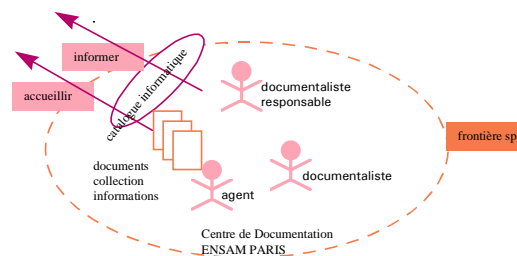 informer
accueillir
catalogue informatique
documentaliste
responsable
frontière sp
documents
collection
informations
agent
documentaliste
Centre de Documentation
ENSAM PARIS